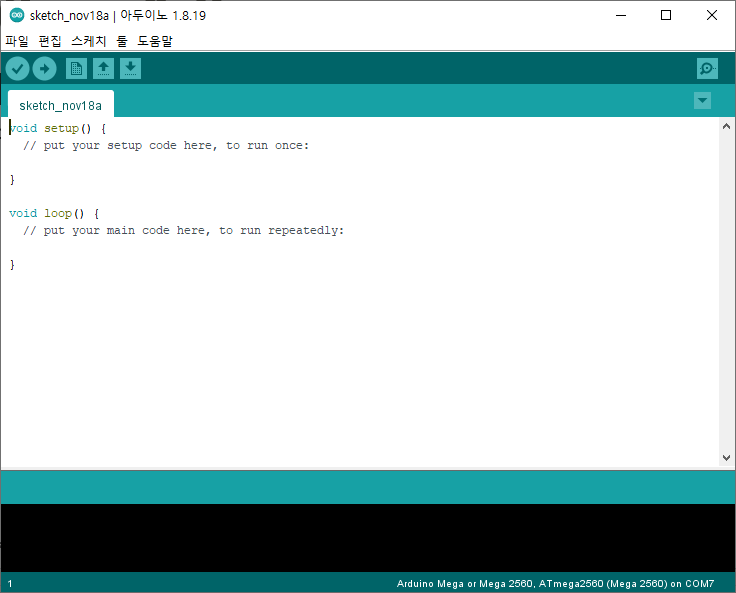 sketch_nov18a | 아두이노 1.8.19
파일 편집 스케치 툴 도움말
sketch_nov18a
void setup() {
  // put your setup code here, to run once:
}
void loop() {
  // put your main code here, to run repeatedly:
}
1 Arduino Mega or Mega 2560, ATmega2560 (Mega 2560) on COM7